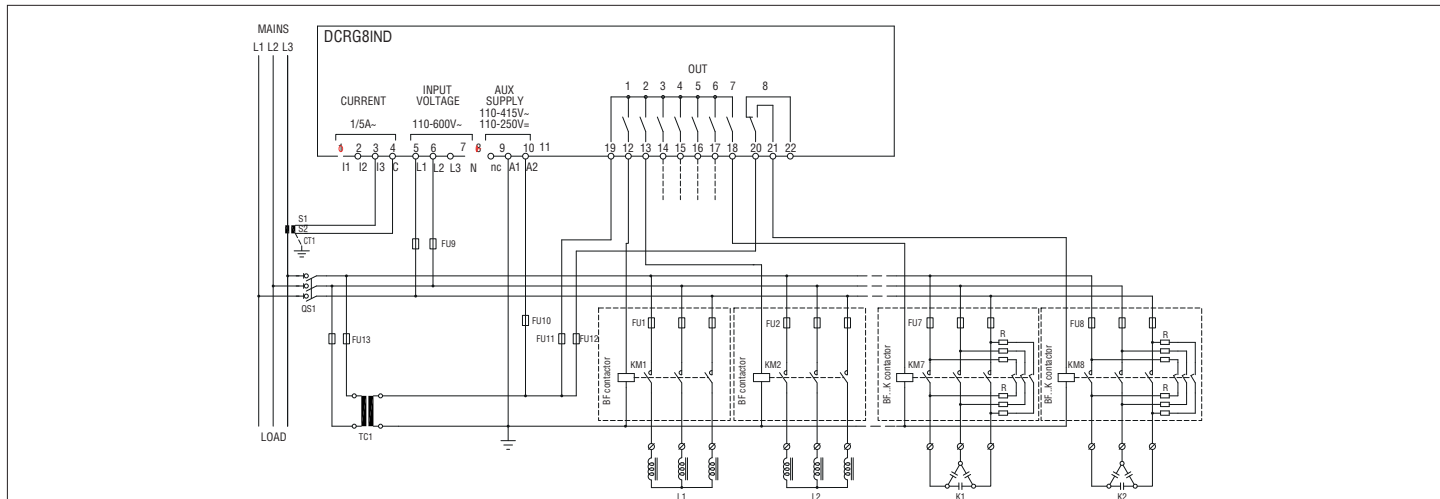 MAINS
L1 L2 L3
DCRG8IND
OUT
1 2 3 4 5 6 7 8
CURRENT
1/5A~
INPUT
VOLTAGE
110-600V~
AUX
SUPPLY
110-415V~
110-250V=
1 2 3 4 5 6 7 8 9 10 11 19 12 13 14 15 16 17 18 20 21 22
I1 I2 I3 C L1 L2 L3 N nc A1 A2
S1
S2
CT1
FU9
QS1
FU13
FU10
FU11 FU12
FU1 FU2 FU7 FU8
R R
KM1 KM2 KM7 KM8
BF contactor BF contactor BF...K contactor BF...K contactor
R R
LOAD
TC1
L1 L2 K1 K2